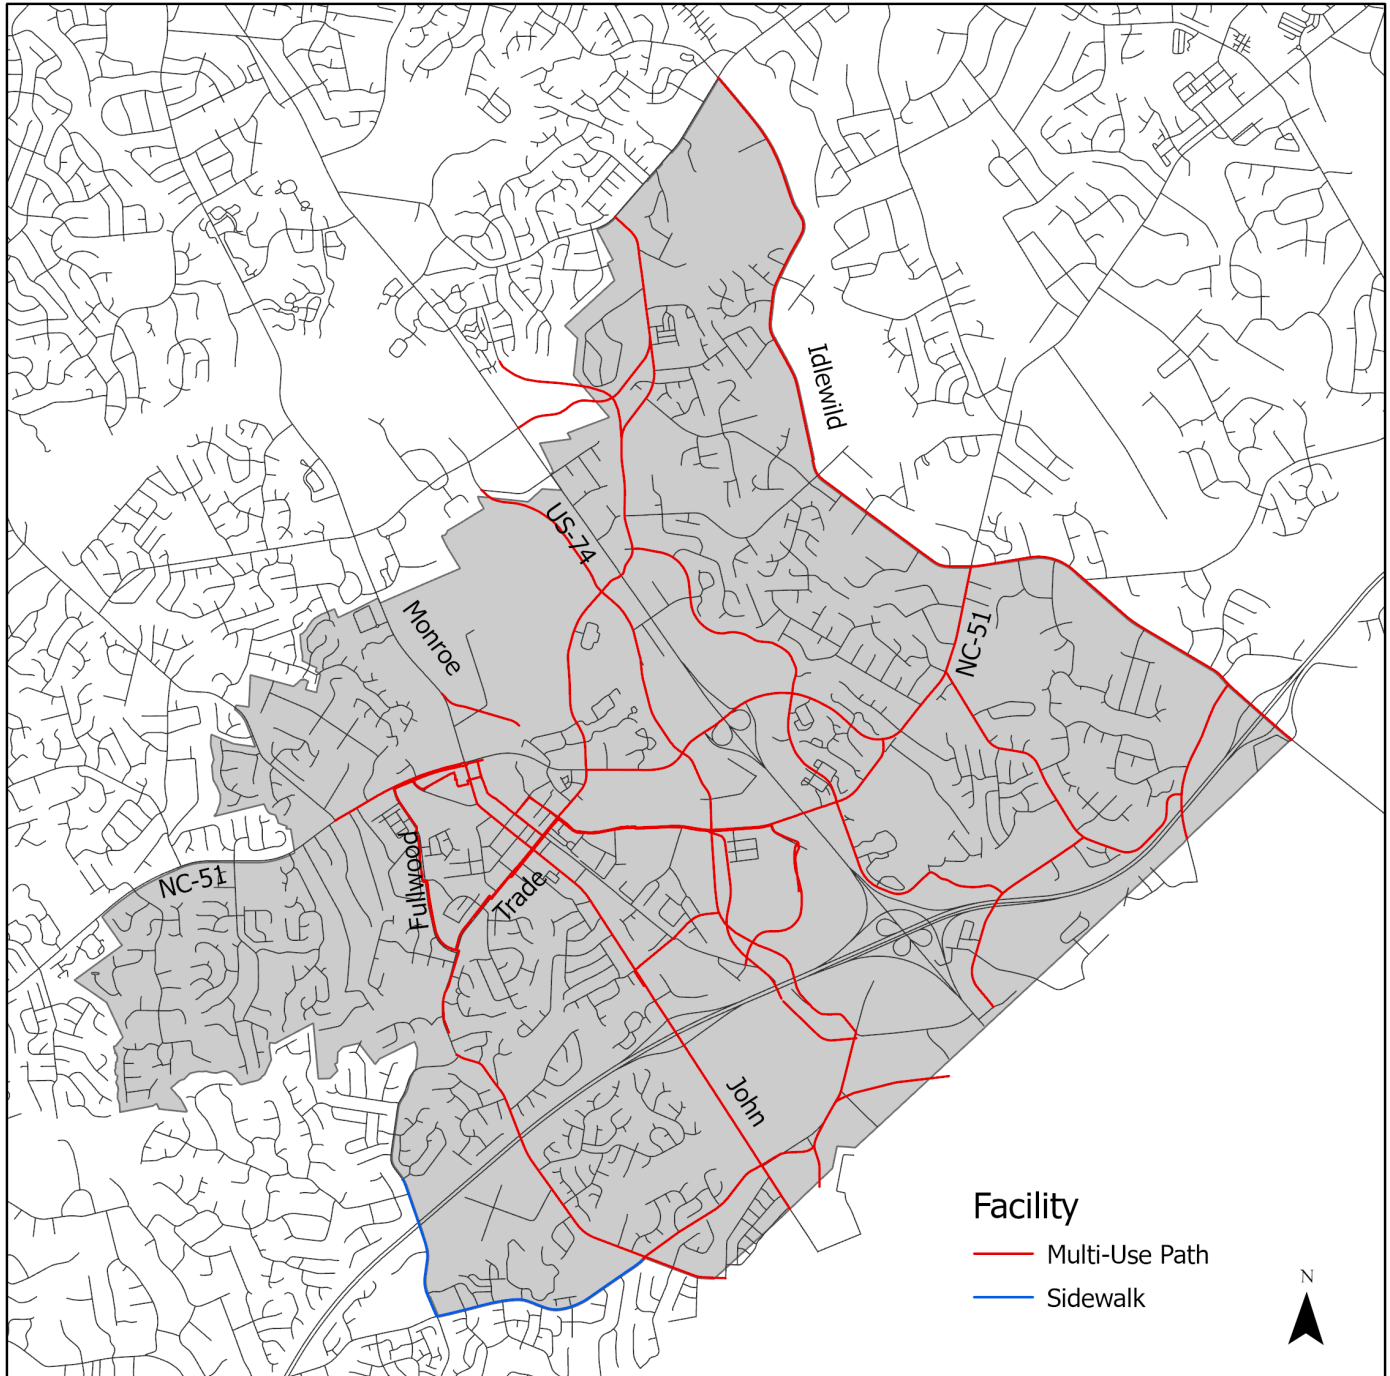 Idlewild
US-74
Monroe
NC-51
Fullwood
NC-51
Trade
John
Facility
Multi-Use Path
Sidewalk
N